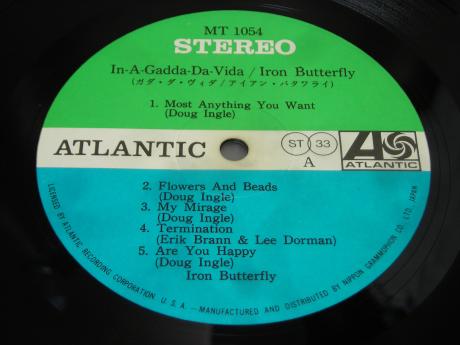 MT 1054
STEREO
In-A-Gadda-Da-Vida / Iron Butterfly
(ガダ・ダ・ヴィダ / アイアン・バタワライ)
1. Most Anything You Want
(Doug Ingle)
ATLANTIC
ST 33
A
ATLANTIC
2. Flowers And Beads
(Doug Ingle)
3. My Mirage
(Doug Ingle)
4. Termination
(Erik Brann & Lee Dorman)
5. Are You Happy
(Doug Ingle)
Iron Butterfly
LICENSED BY ATLANTIC RECORDING CORPORATION U. S. A. — MANUFACTURED AND DISTRIBUTED BY NIPPON GRAMMOPHON CO. LTD., JAPAN